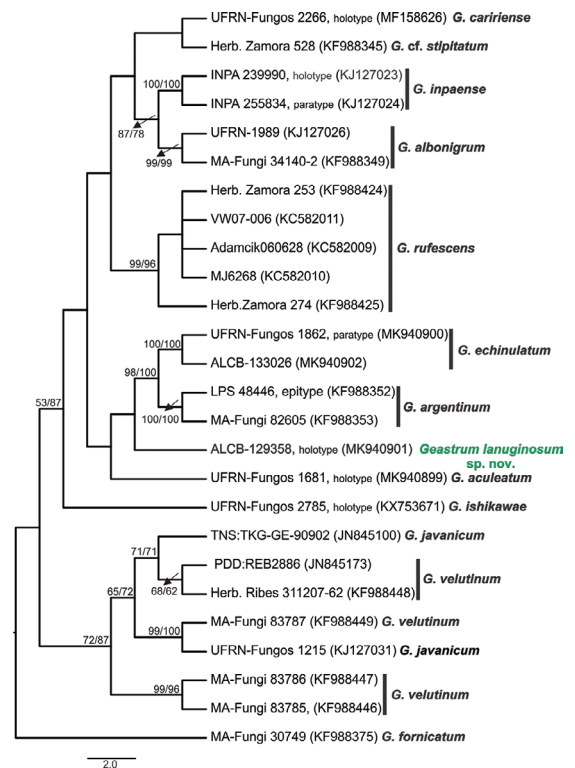 UFRN-Fungos 2266, holotype (MF158626) G. caririense
Herb. Zamora 528 (KF988345) G. cf. stipitatum
100/100
INPA 239990, holotype (KJ127023)
G. inpaense
INPA 255834, paratype (KJ127024)
87/78
UFRN-1989 (KJ127026)
G. albonigrum
99/99
MA-Fungi 34140-2 (KF988349)
Herb. Zamora 253 (KF988424)
VW07-006 (KC582011)
Adamcik060628 (KC582009)
G. rufescens
99/96
MJ6268 (KC582010)
Herb.Zamora 274 (KF988425)
UFRN-Fungos 1862, paratype (MK940900)
100/100
G. echinulatum
ALCB-133026 (MK940902)
98/100
LPS 48446, epitype (KF988352)
G. argentinum
100/100
MA-Fungi 82605 (KF988353)
53/87
ALCB-129358, holotype (MK940901) Geastrum lanuginosum
sp. nov.
UFRN-Fungos 1681, holotype (MK940899) G. aculeatum
UFRN-Fungos 2785, holotype (KX753671) G. ishikawae
TNS:TKG-GE-90902 (JN845100) G. javanicum
71/71
PDD:REB2886 (JN845173)
G. velutinum
68/62
Herb. Ribes 311207-62 (KF988448)
65/72
MA-Fungi 83787 (KF988449) G. velutinum
99/100
UFRN-Fungos 1215 (KJ127031) G. javanicum
72/87
MA-Fungi 83786 (KF988447)
99/96
G. velutinum
MA-Fungi 83785, (KF988446)
MA-Fungi 30749 (KF988375) G. fornicatum
2.0